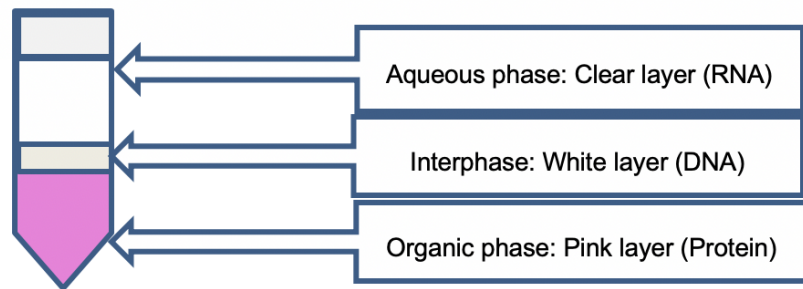 Aqueous phase: Clear layer (RNA)
Interphase: White layer (DNA)
Organic phase: Pink layer (Protein)